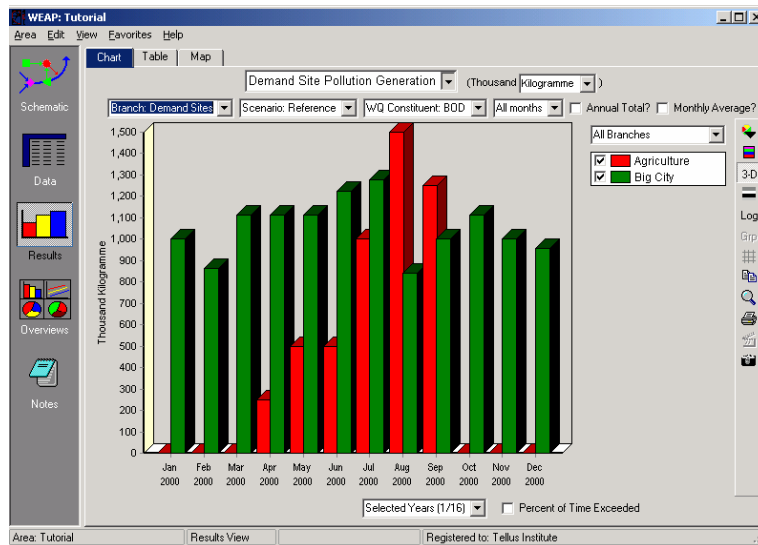 WEAP: Tutorial
Area Edit View Favorites Help
Chart Table Map
Demand Site Pollution Generation (Thousand Kilogramme )
Branch: Demand Sites Scenario: Reference WQ Constituent: BOD All months Annual Total? Monthly Average?
Schematic
Data
Results
Overviews
Notes
All Branches
Agriculture
Big City
3-D
Log
Grp
Thousand Kilogramme
1,500
1,400
1,300
1,200
1,100
1,000
900
800
700
600
500
400
300
200
100
0
Jan Feb Mar Apr May Jun Jul Aug Sep Oct Nov Dec
2000 2000 2000 2000 2000 2000 2000 2000 2000 2000 2000 2000
Selected Years (1/16) Percent of Time Exceeded
Area: Tutorial Results View Registered to: Tellus Institute